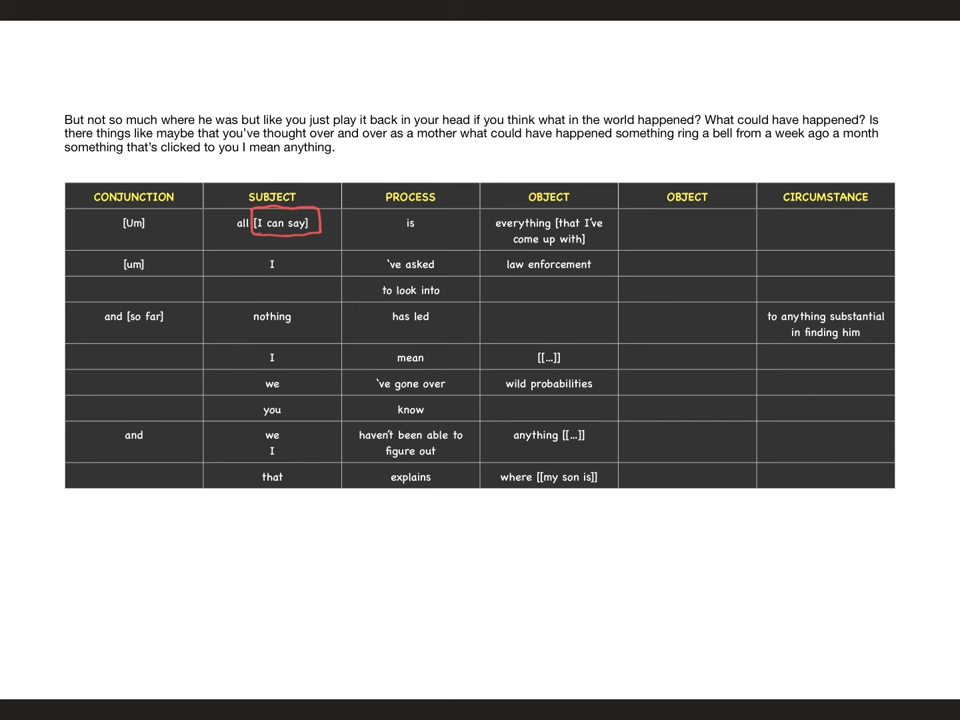 But not so much where he was but like you just play it back in your head if you think what in the world happened? What could have happened? Is
there things like maybe that you've thought over and over as a mother what could have happened something ring a bell from a week ago a month
something that's clicked to you I mean anything.
CONJUNCTION SUBJECT PROCESS OBJECT OBJECT CIRCUMSTANCE
[Um] all [I can say] is everything [that I've
come up with]
[um] I 've asked law enforcement
to look into
and [so far] nothing has led to anything substantial
in finding him
I mean [[...]]
we 've gone over wild probabilities
you know
and we haven't been able to anything [[...]]
I figure out
that explains where [[my son is]]